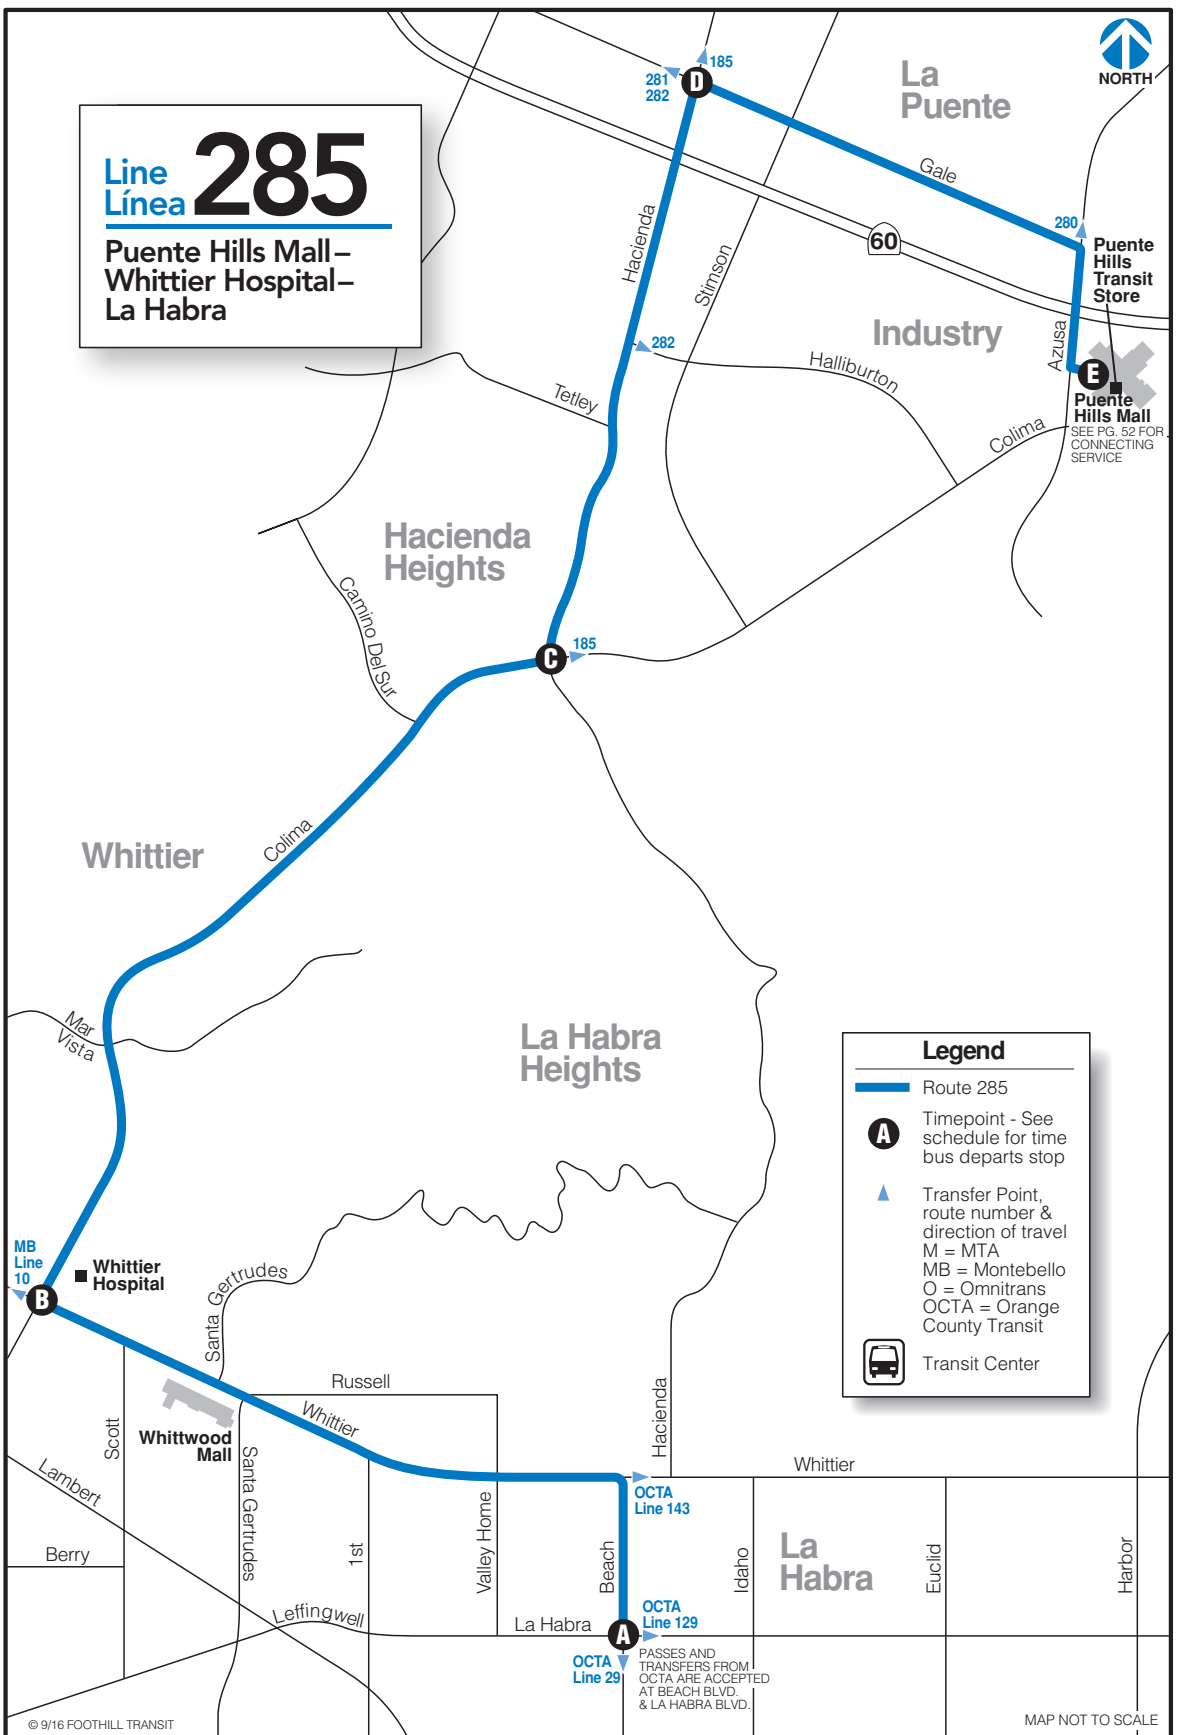 NORTH
185
281
282
D
La
Puente
Line
Línea
285
Puente Hills Mall–
Whittier Hospital–
La Habra
Gale
Hacienda
Stimson
60
280
Puente
Hills
Transit
Store
Industry
Azusa
282
Halliburton
E
Tetley
Colima
Puente
Hills Mall
SEE PG. 52 FOR
CONNECTING
SERVICE
Hacienda
Heights
Camino Del Sur
C
185
Colima
Whittier
Mar
Vista
La Habra
Heights
Legend
Route 285
A
Timepoint - See
schedule for time
bus departs stop
Transfer Point,
route number &
direction of travel
M = MTA
MB = Montebello
O = Omnitrans
OCTA = Orange
County Transit
Transit Center
MB
Line
10
B
Whittier
Hospital
Santa Gertrudes
Russell
Whittier
Whittwood
Mall
Scott
Lambert
Santa Gertrudes
Berry
1st
Valley Home
Beach
Hacienda
Whittier
OCTA
Line 143
Idaho
La
Habra
Euclid
Harbor
Leffingwell
La Habra
OCTA
Line 129
A
OCTA
Line 29
PASSES AND
TRANSFERS FROM
OCTA ARE ACCEPTED
AT BEACH BLVD.
& LA HABRA BLVD.
© 9/16 FOOTHILL TRANSIT
MAP NOT TO SCALE